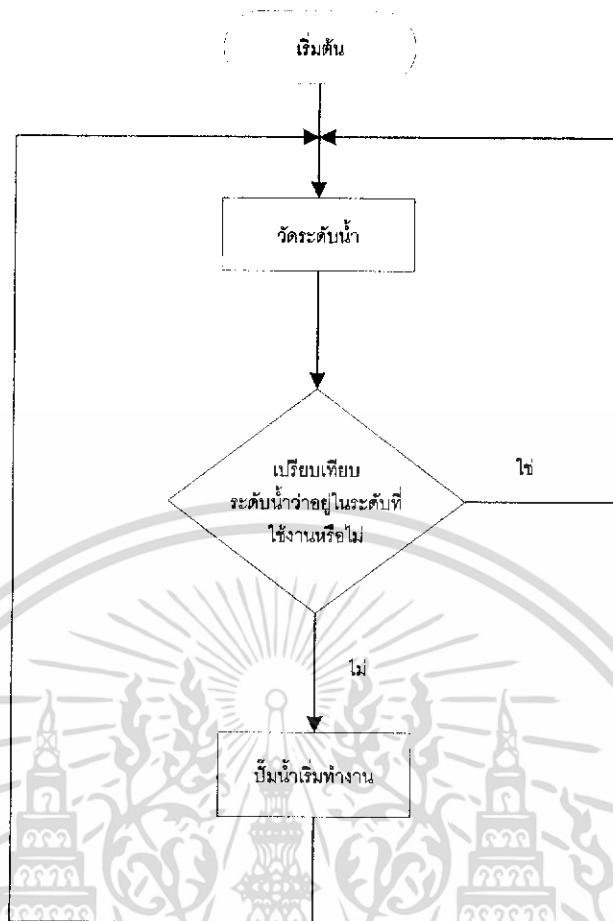 เริ่มต้น
วัดระดับน้ำ
เปรียบเทียบ
ระดับน้ำว่าอยู่ในระดับที่
ใช้งานหรือไม่
ใช่
ไม่
ปั๊มน้ำเริ่มทำงาน